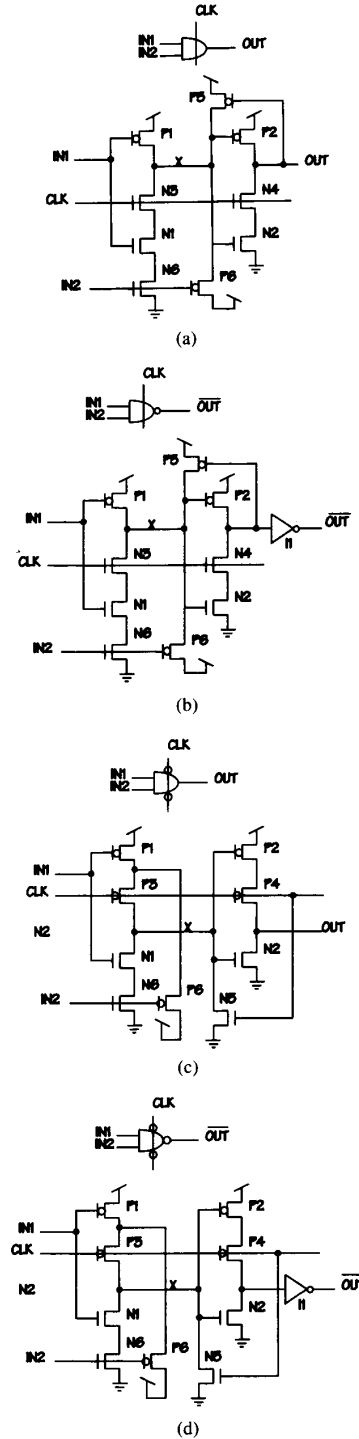 CLK
IN1
IN2
OUT
P5
P1
P2
IN1
X
OUT
CLK
N3
N4
N1
N2
N6
P6
IN2
(a)
CLK
IN1
IN2
OUT
P5
P1
P2
IN1
X
OUT
I1
CLK
N3
N4
N1
N2
N6
P6
IN2
(b)
CLK
IN1
IN2
OUT
P1
P2
IN1
CLK
P3
P4
X
OUT
N2
N1
N2
N6
P6
N5
IN2
(c)
CLK
IN1
IN2
OUT
P1
P2
IN1
CLK
P3
P4
X
OUT
N2
N1
N2
I1
N6
P6
N5
IN2
(d)